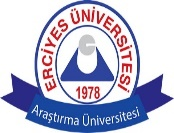 ERCİYES ÜNİVERSİTESİ
1978
Araştırma Üniversitesi